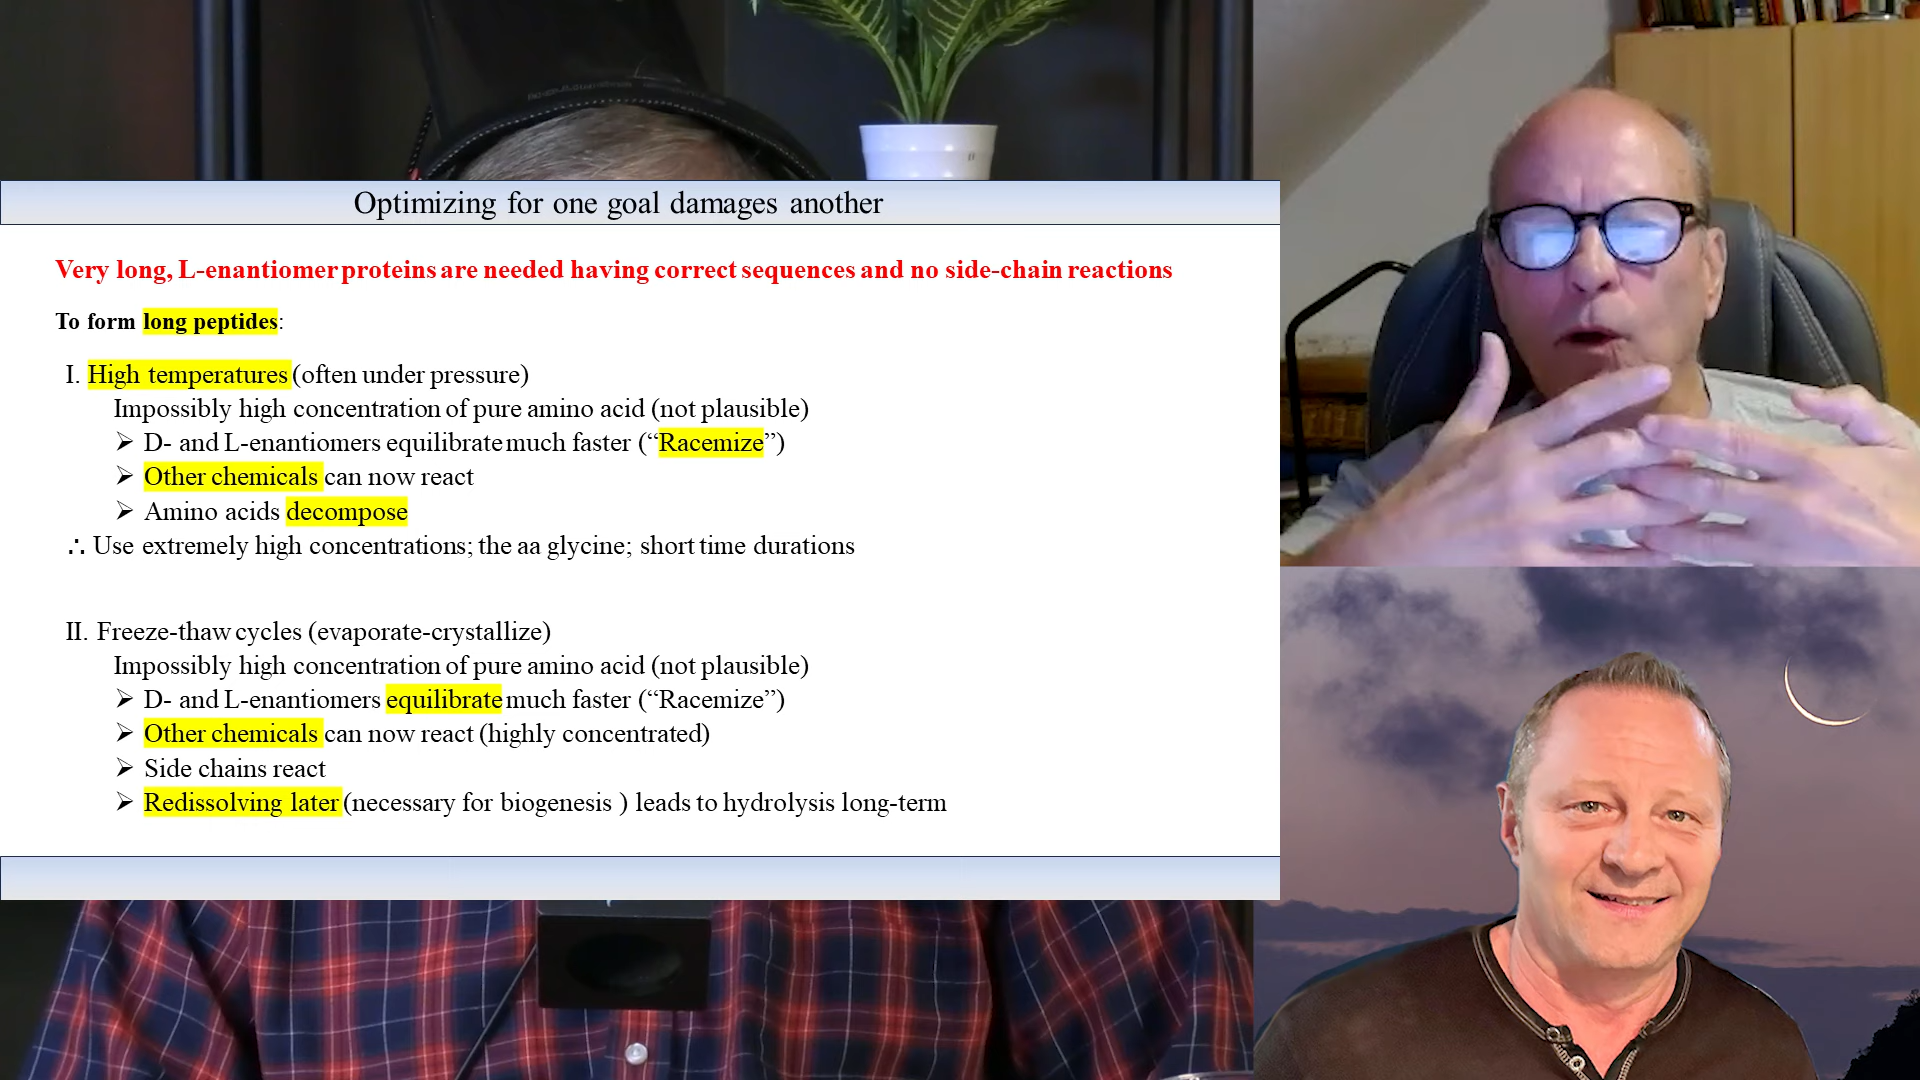 Optimizing for one goal damages another
Very long, L-enantiomer proteins are needed having correct sequences and no side-chain reactions
To form long peptides:
I. High temperatures (often under pressure)
Impossibly high concentration of pure amino acid (not plausible)
➢ D- and L-enantiomers equilibrate much faster (“Racemize”)
➢ Other chemicals can now react
➢ Amino acids decompose
∴ Use extremely high concentrations; the aa glycine; short time durations
II. Freeze-thaw cycles (evaporate-crystallize)
Impossibly high concentration of pure amino acid (not plausible)
➢ D- and L-enantiomers equilibrate much faster (“Racemize”)
➢ Other chemicals can now react (highly concentrated)
➢ Side chains react
➢ Redissolving later (necessary for biogenesis ) leads to hydrolysis long-term